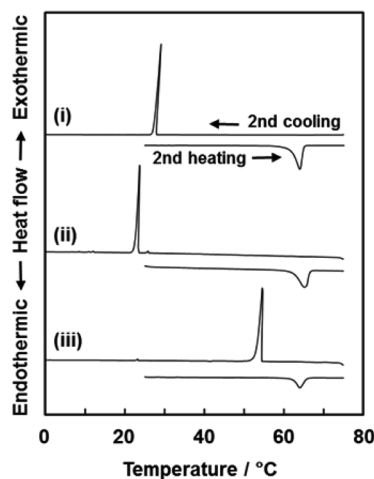 Endothermic ← Heat flow → Exothermic
(i)
← 2nd cooling
2nd heating →
(ii)
(iii)
0 20 40 60 80
Temperature / °C